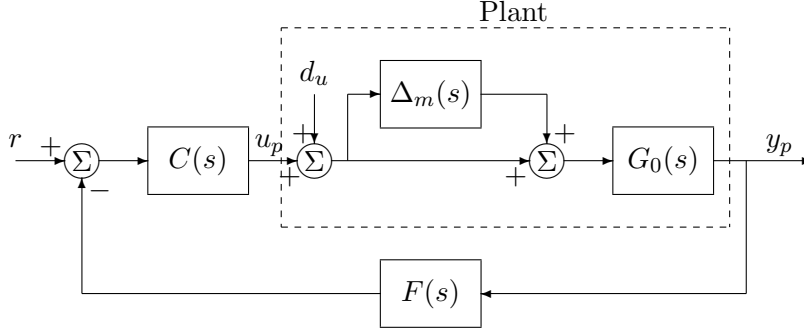 Plant
d_u
Δ_m(s)
r
+
Σ
−
C(s)
u_p
+
+
Σ
+
+
Σ
G_0(s)
y_p
F(s)